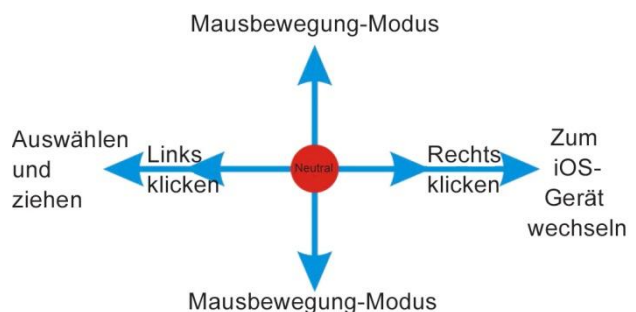 Mausbewegung-Modus
Auswählen
und
ziehen
Links
klicken
Neutral
Rechts
klicken
Zum
iOS-
Gerät
wechseln
Mausbewegung-Modus